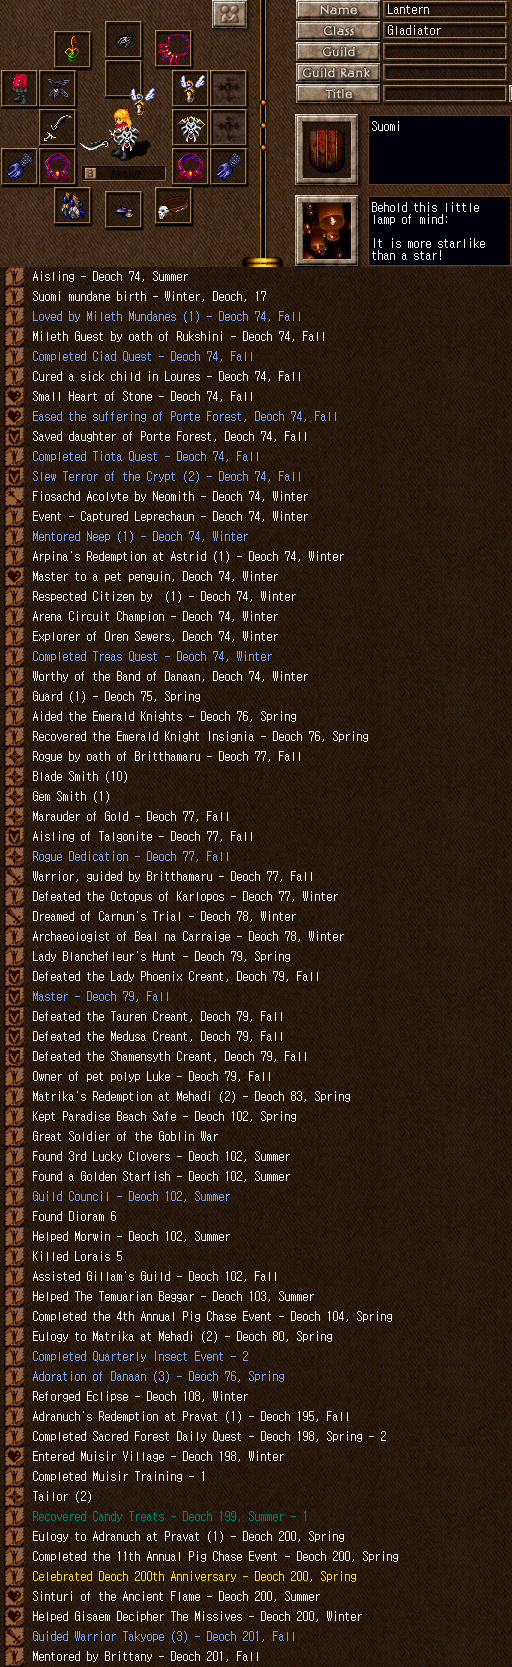 Name Lantern
Class Gladiator
Guild
Guild Rank
Title
Suomi
Awake
Behold this little
lamp of mind:
It is more starlike
than a star!
Aisling - Deoch 74, Summer
Suomi mundane birth - Winter, Deoch, 17
Loved by Mileth Mundanes (1) - Deoch 74, Fall
Mileth Guest by oath of Rukshini - Deoch 74, Fall
Completed Ciad Quest - Deoch 74, Fall
Cured a sick child in Loures - Deoch 74, Fall
Small Heart of Stone - Deoch 74, Fall
Eased the suffering of Porte Forest, Deoch 74, Fall
Saved daughter of Porte Forest, Deoch 74, Fall
Completed Tiota Quest - Deoch 74, Fall
Slew Terror of the Crypt (2) - Deoch 74, Fall
Fiosachd Acolyte by Neomith - Deoch 74, Winter
Event - Captured Leprechaun - Deoch 74, Winter
Mentored Neep (1) - Deoch 74, Winter
Arpina's Redemption at Astrid (1) - Deoch 74, Winter
Master to a pet penguin, Deoch 74, Winter
Respected Citizen by  (1) - Deoch 74, Winter
Arena Circuit Champion - Deoch 74, Winter
Explorer of Oren Sewers, Deoch 74, Winter
Completed Treas Quest - Deoch 74, Winter
Worthy of the Band of Danaan, Deoch 74, Winter
Guard (1) - Deoch 75, Spring
Aided the Emerald Knights - Deoch 76, Spring
Recovered the Emerald Knight Insignia - Deoch 76, Spring
Rogue by oath of Britthamaru - Deoch 77, Fall
Blade Smith (10)
Gem Smith (1)
Marauder of Gold - Deoch 77, Fall
Aisling of Talgonite - Deoch 77, Fall
Rogue Dedication - Deoch 77, Fall
Warrior, guided by Britthamaru - Deoch 77, Fall
Defeated the Octopus of Karlopos - Deoch 77, Winter
Dreamed of Carnun's Trial - Deoch 78, Winter
Archaeologist of Beal na Carraige - Deoch 78, Winter
Lady Blanchefleur's Hunt - Deoch 79, Spring
Defeated the Lady Phoenix Creant, Deoch 79, Fall
Master - Deoch 79, Fall
Defeated the Tauren Creant, Deoch 79, Fall
Defeated the Medusa Creant, Deoch 79, Fall
Defeated the Shamensyth Creant, Deoch 79, Fall
Owner of pet polyp Luke - Deoch 79, Fall
Matrika's Redemption at Mehadi (2) - Deoch 83, Spring
Kept Paradise Beach Safe - Deoch 102, Spring
Great Soldier of the Goblin War
Found 3rd Lucky Clovers - Deoch 102, Summer
Found a Golden Starfish - Deoch 102, Summer
Guild Council - Deoch 102, Summer
Found Dioram 6
Helped Morwin - Deoch 102, Summer
Killed Lorais 5
Assisted Gillam's Guild - Deoch 102, Fall
Helped The Temuarian Beggar - Deoch 103, Summer
Completed the 4th Annual Pig Chase Event - Deoch 104, Spring
Eulogy to Matrika at Mehadi (2) - Deoch 80, Spring
Completed Quarterly Insect Event - 2
Adoration of Danaan (3) - Deoch 76, Spring
Reforged Eclipse - Deoch 108, Winter
Adranuch's Redemption at Pravat (1) - Deoch 195, Fall
Completed Sacred Forest Daily Quest - Deoch 198, Spring - 2
Entered Muisir Village - Deoch 198, Winter
Completed Muisir Training - 1
Tailor (2)
Recovered Candy Treats - Deoch 199, Summer - 1
Eulogy to Adranuch at Pravat (1) - Deoch 200, Spring
Completed the 11th Annual Pig Chase Event - Deoch 200, Spring
Celebrated Deoch 200th Anniversary - Deoch 200, Spring
Sinturi of the Ancient Flame - Deoch 200, Summer
Helped Gisaem Decipher The Missives - Deoch 200, Winter
Guided Warrior Takyope (3) - Deoch 201, Fall
Mentored by Brittany - Deoch 201, Fall